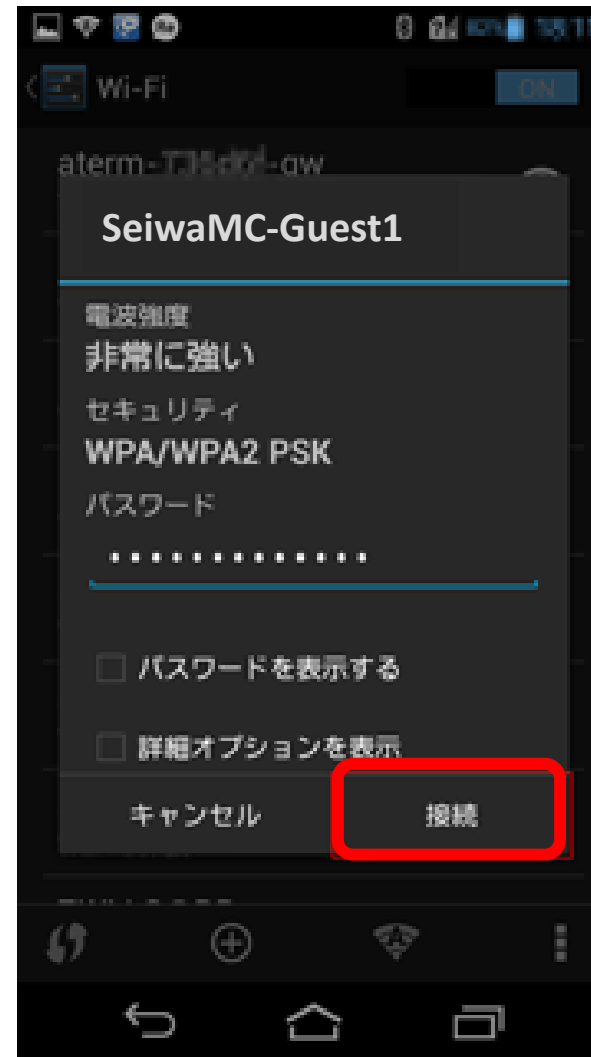 Wi-Fi
ON
aterm-
-gw
SeiwaMC-Guest1
電波強度
非常に強い
セキュリティ
WPA/WPA2 PSK
パスワード
•••••••••••••
パスワードを表示する
詳細オプションを表示
キャンセル
接続